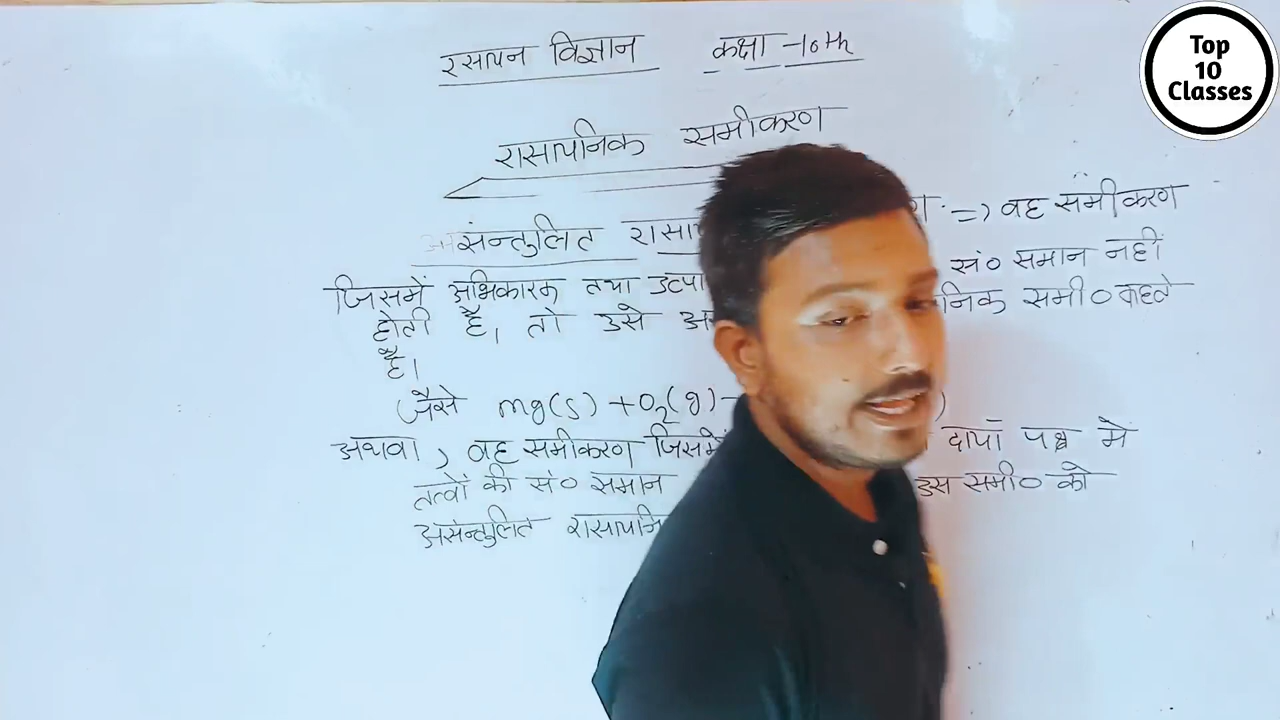 Top
10
Classes
रसायन विज्ञान कक्षा -10th
रासायनिक समीकरण
असंन्तुलित रासा => वह समीकरण
जिसमें अभिकारक तथा उत्पा सं० समान नहीं
होती है। तो उसे अ निक समी० कहते
है।
जैसे mg(s) + O₂(g) )
अथवा , वह समीकरण जिसमें दायाँ पक्ष में
तत्वों की सं० समान उस समी० को
असंन्तुलित रासायनि